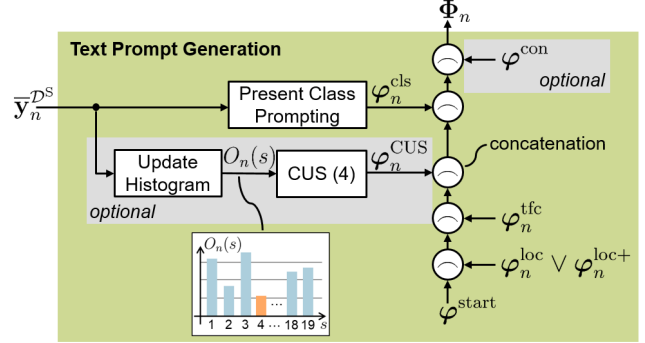 Φ_n
Text Prompt Generation
φ^con
optional
ȳ_n^{𝒟^S}
Present Class
Prompting
φ_n^cls
concatenation
Update
Histogram
O_n(s)
CUS (4)
φ_n^CUS
optional
φ_n^tfc
O_n(s)
1 2 3 4 ... 18 19 s
...
φ_n^loc ∨ φ_n^loc+
φ^start